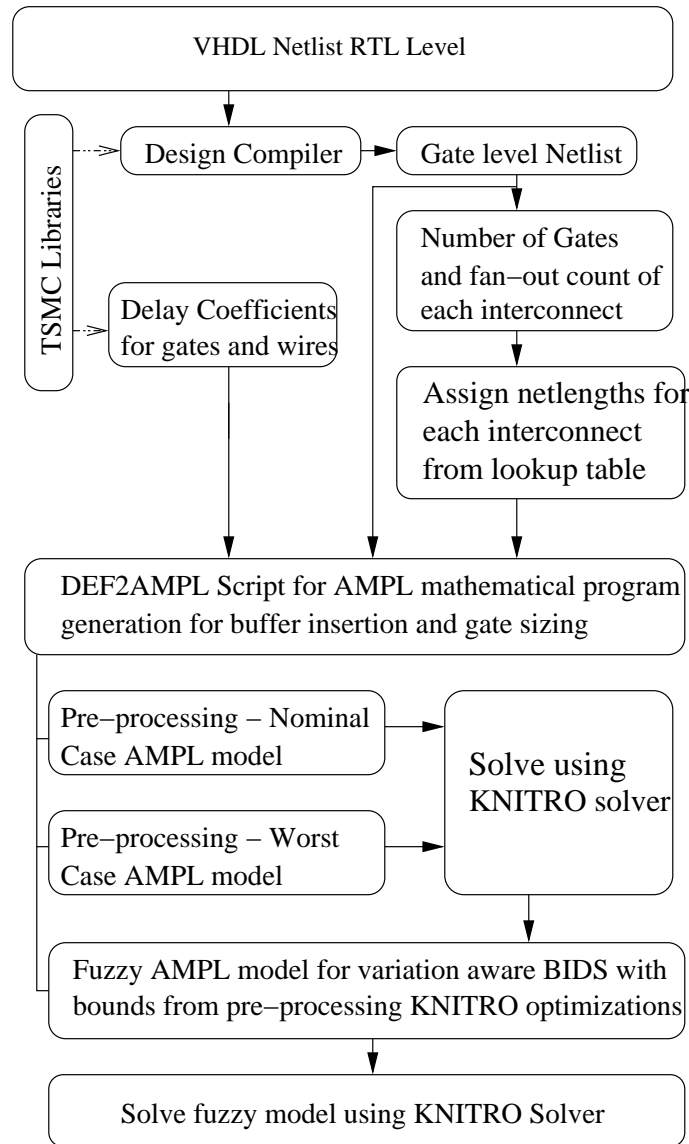 VHDL Netlist RTL Level
TSMC Libraries
Design Compiler
Gate level Netlist
Number of Gates
and fan−out count of
each interconnect
Delay Coefficients
for gates and wires
Assign netlengths for
each interconnect
from lookup table
DEF2AMPL Script for AMPL mathematical program
generation for buffer insertion and gate sizing
Pre−processing − Nominal
Case AMPL model
Solve using
KNITRO solver
Pre−processing − Worst
Case AMPL model
Fuzzy AMPL model for variation aware BIDS with
bounds from pre−processing KNITRO optimizations
Solve fuzzy model using KNITRO Solver